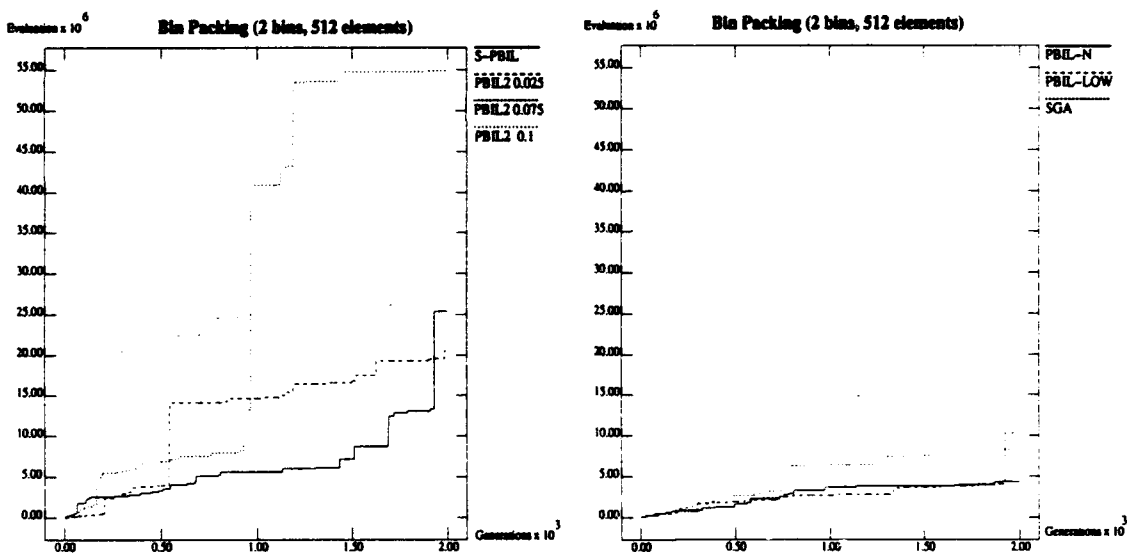 Evaluation x 10^6
Bin Packing (2 bins, 512 elements)
55.00
50.00
45.00
40.00
35.00
30.00
25.00
20.00
15.00
10.00
5.00
0.00
0.00 0.50 1.00 1.50 2.00
Generations x 10^3
S-PBIL
PBIL2 0.025
PBIL2 0.075
PBIL2 0.1
Evaluation x 10^6
Bin Packing (2 bins, 512 elements)
55.00
50.00
45.00
40.00
35.00
30.00
25.00
20.00
15.00
10.00
5.00
0.00
0.00 0.50 1.00 1.50 2.00
Generations x 10^3
PBIL-N
PBIL-LOW
SGA